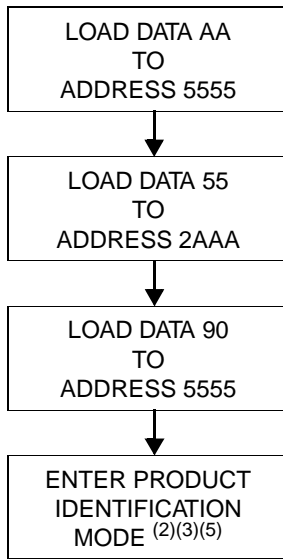 LOAD DATA AA
TO
ADDRESS 5555
LOAD DATA 55
TO
ADDRESS 2AAA
LOAD DATA 90
TO
ADDRESS 5555
ENTER PRODUCT
IDENTIFICATION
MODE (2)(3)(5)